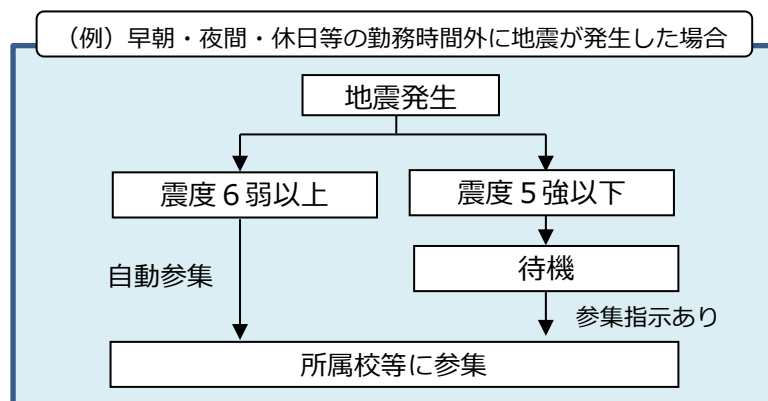 （例）早朝・夜間・休日等の勤務時間外に地震が発生した場合
地震発生
震度６弱以上
震度５強以下
自動参集
待機
参集指示あり
所属校等に参集